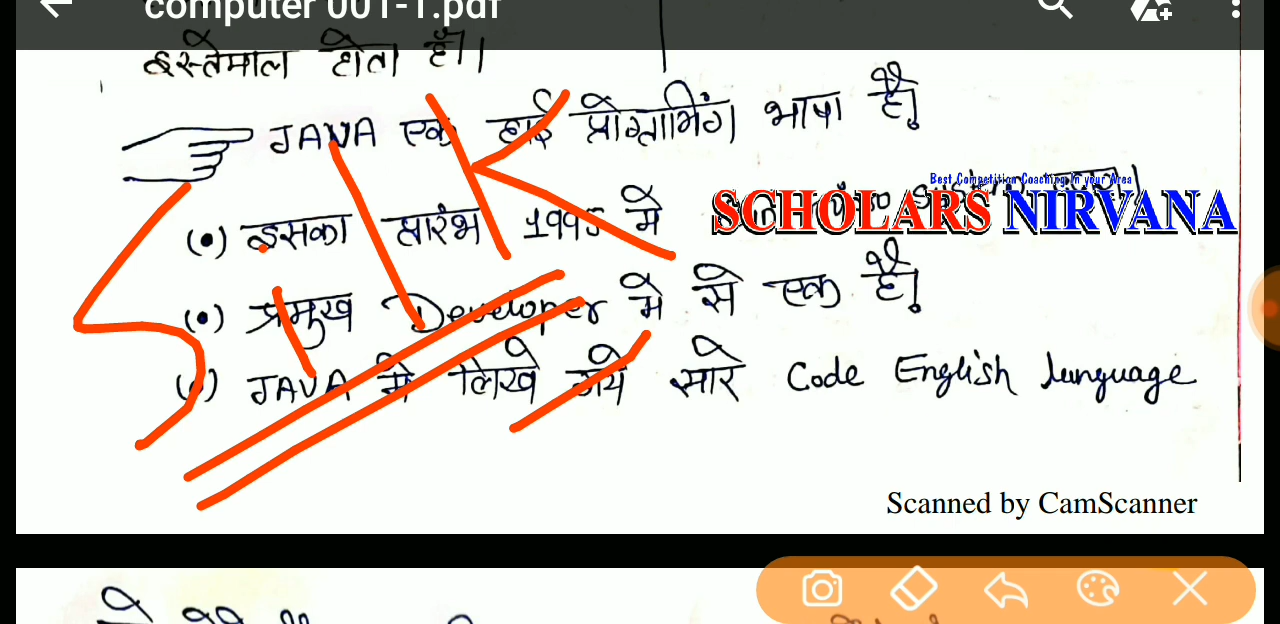 computer 001-1.pdf
इस्तेमाल होता है।
JAVA एक हाई प्रोग्रामिंग भाषा है।
Best Competition Coaching In your Area
SCHOLARS NIRVANA
(•) इसका प्रारंभ 1995 में
(•) प्रमुख Developer में से एक है।
(•) JAVA में लिखे गये सारे Code English language
Scanned by CamScanner